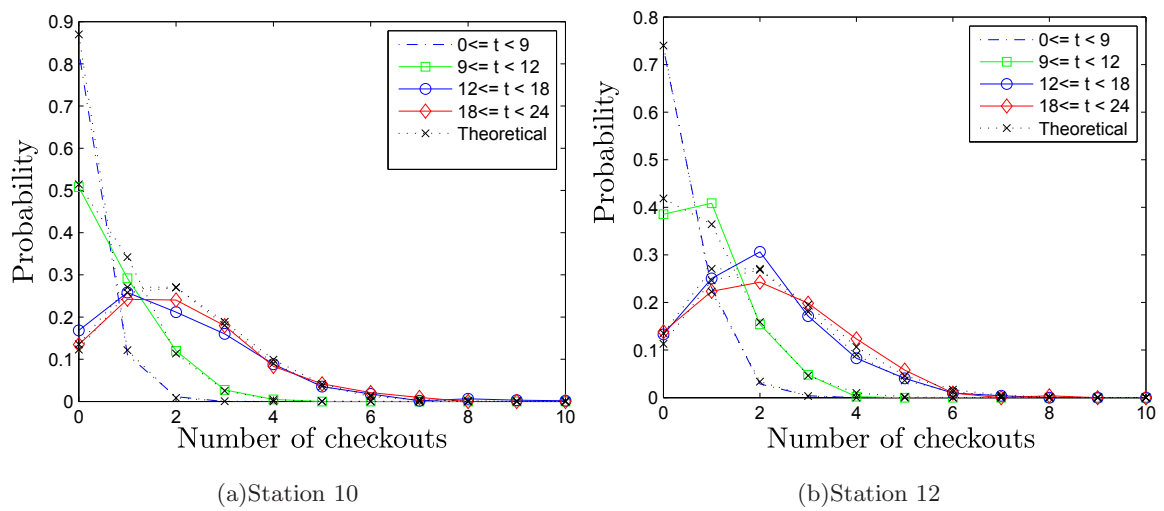 0.9
0.8
0.7
0.6
0.5
0.4
0.3
0.2
0.1
0
Probability
0 2 4 6 8 10
Number of checkouts
0<= t < 9
9<= t < 12
12<= t < 18
18<= t < 24
Theoretical
(a)Station 10
0.8
0.7
0.6
0.5
0.4
0.3
0.2
0.1
0
Probability
0 2 4 6 8 10
Number of checkouts
0<= t < 9
9<= t < 12
12<= t < 18
18<= t < 24
Theoretical
(b)Station 12